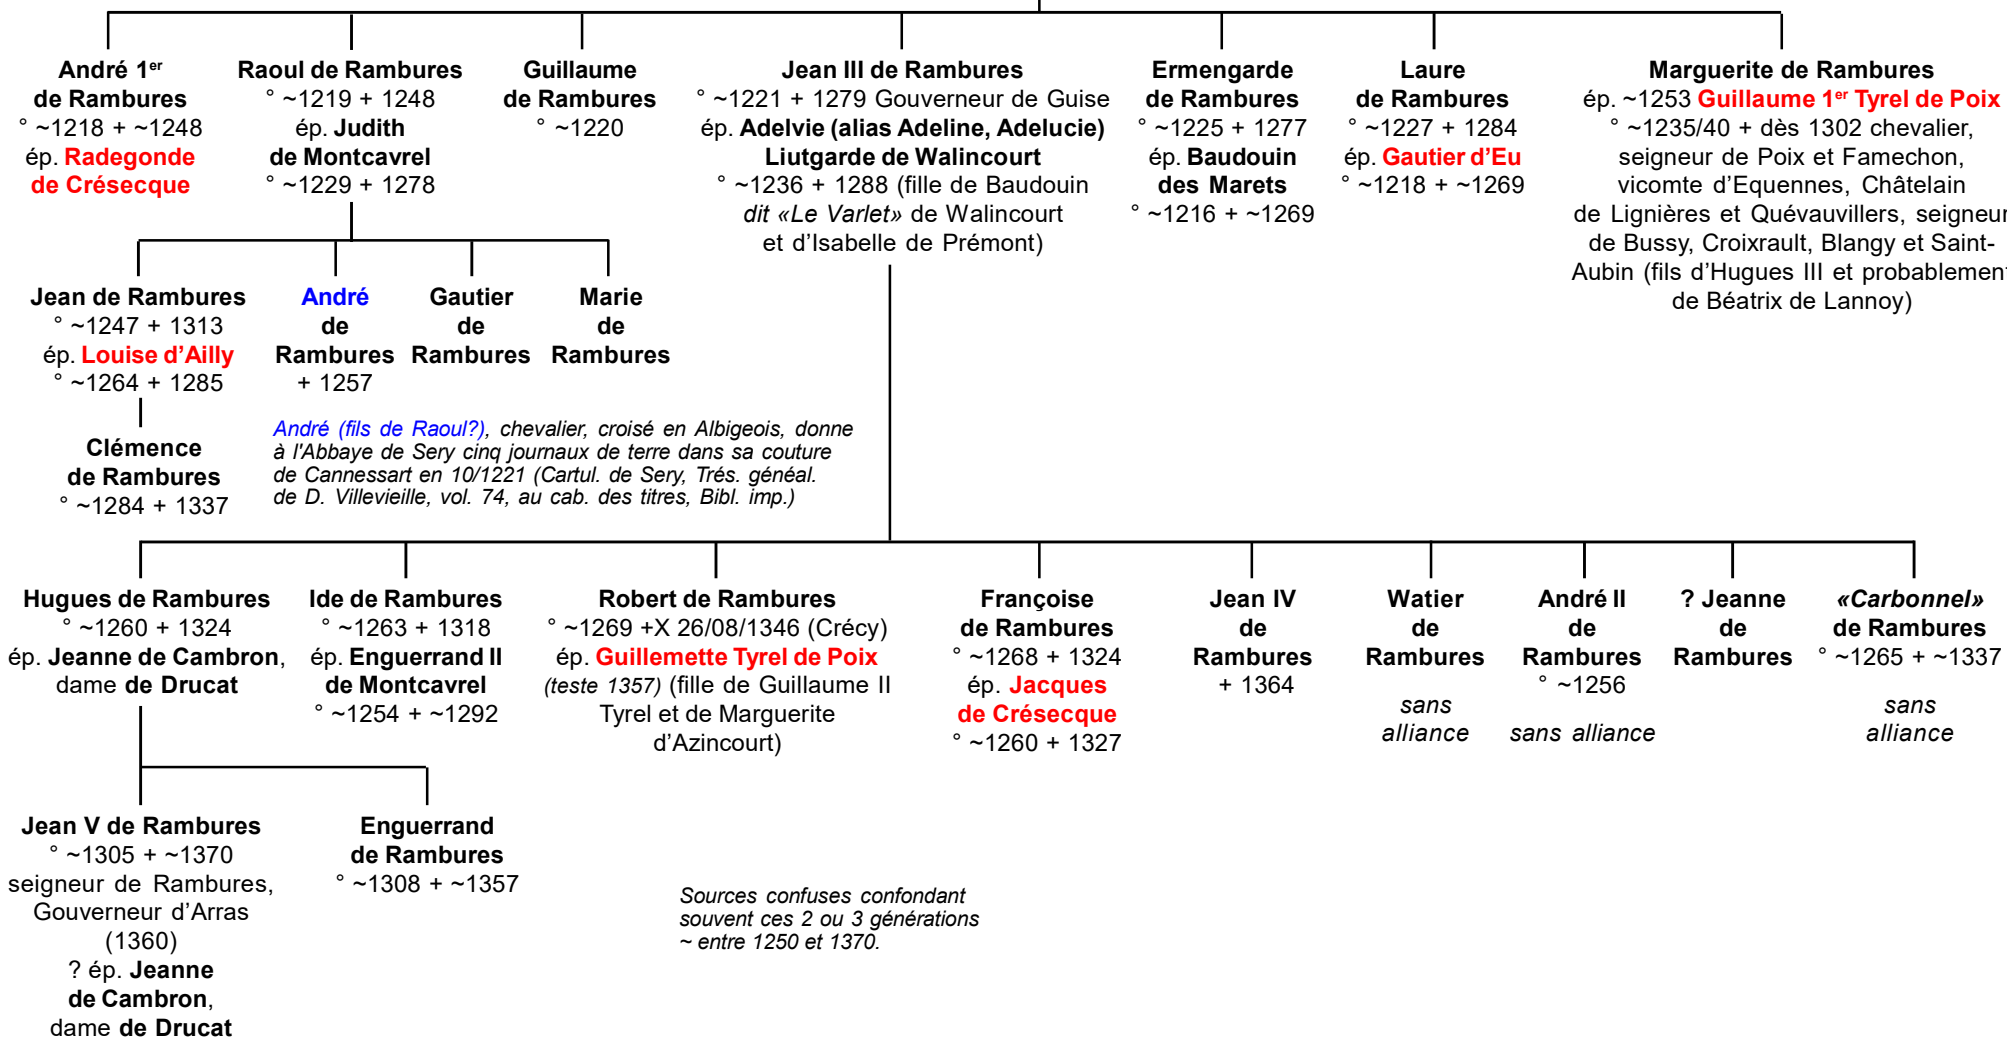 André 1er
de Rambures
° ~1218 + ~1248
ép. Radegonde
de Crésecque
Raoul de Rambures
° ~1219 + 1248
ép. Judith
de Montcavrel
° ~1229 + 1278
Guillaume
de Rambures
° ~1220
Jean III de Rambures
° ~1221 + 1279 Gouverneur de Guise
ép. Adelvie (alias Adeline, Adelucie)
Liutgarde de Walincourt
° ~1236 + 1288 (fille de Baudouin
dit «Le Varlet» de Walincourt
et d'Isabelle de Prémont)
Ermengarde
de Rambures
° ~1225 + 1277
ép. Baudouin
des Marets
° ~1216 + ~1269
Laure
de Rambures
° ~1227 + 1284
ép. Gautier d'Eu
° ~1218 + ~1269
Marguerite de Rambures
ép. ~1253 Guillaume 1er Tyrel de Poix
° ~1235/40 + dès 1302 chevalier,
seigneur de Poix et Famechon,
vicomte d'Equennes, Châtelain
de Lignières et Quévauvillers, seigneur
de Bussy, Croixrault, Blangy et Saint-
Aubin (fils d'Hugues III et probablement
de Béatrix de Lannoy)
Jean de Rambures
° ~1247 + 1313
ép. Louise d'Ailly
° ~1264 + 1285
André
de
Rambures
+ 1257
Gautier
de
Rambures
Marie
de
Rambures
Clémence
de Rambures
° ~1284 + 1337
André (fils de Raoul?), chevalier, croisé en Albigeois, donne
à l'Abbaye de Sery cinq journaux de terre dans sa couture
de Cannessart en 10/1221 (Cartul. de Sery, Trés. généal.
de D. Villevieille, vol. 74, au cab. des titres, Bibl. imp.)
Hugues de Rambures
° ~1260 + 1324
ép. Jeanne de Cambron,
dame de Drucat
Ide de Rambures
° ~1263 + 1318
ép. Enguerrand II
de Montcavrel
° ~1254 + ~1292
Robert de Rambures
° ~1269 +X 26/08/1346 (Crécy)
ép. Guillemette Tyrel de Poix
(teste 1357) (fille de Guillaume II
Tyrel et de Marguerite
d'Azincourt)
Françoise
de Rambures
° ~1268 + 1324
ép. Jacques
de Crésecque
° ~1260 + 1327
Jean IV
de
Rambures
+ 1364
Watier
de
Rambures
sans
alliance
André II
de
Rambures
° ~1256
sans alliance
? Jeanne
de
Rambures
«Carbonnel»
de Rambures
° ~1265 + ~1337
sans
alliance
Jean V de Rambures
° ~1305 + ~1370
seigneur de Rambures,
Gouverneur d'Arras
(1360)
? ép. Jeanne
de Cambron,
dame de Drucat
Enguerrand
de Rambures
° ~1308 + ~1357
Sources confuses confondant
souvent ces 2 ou 3 générations
~ entre 1250 et 1370.